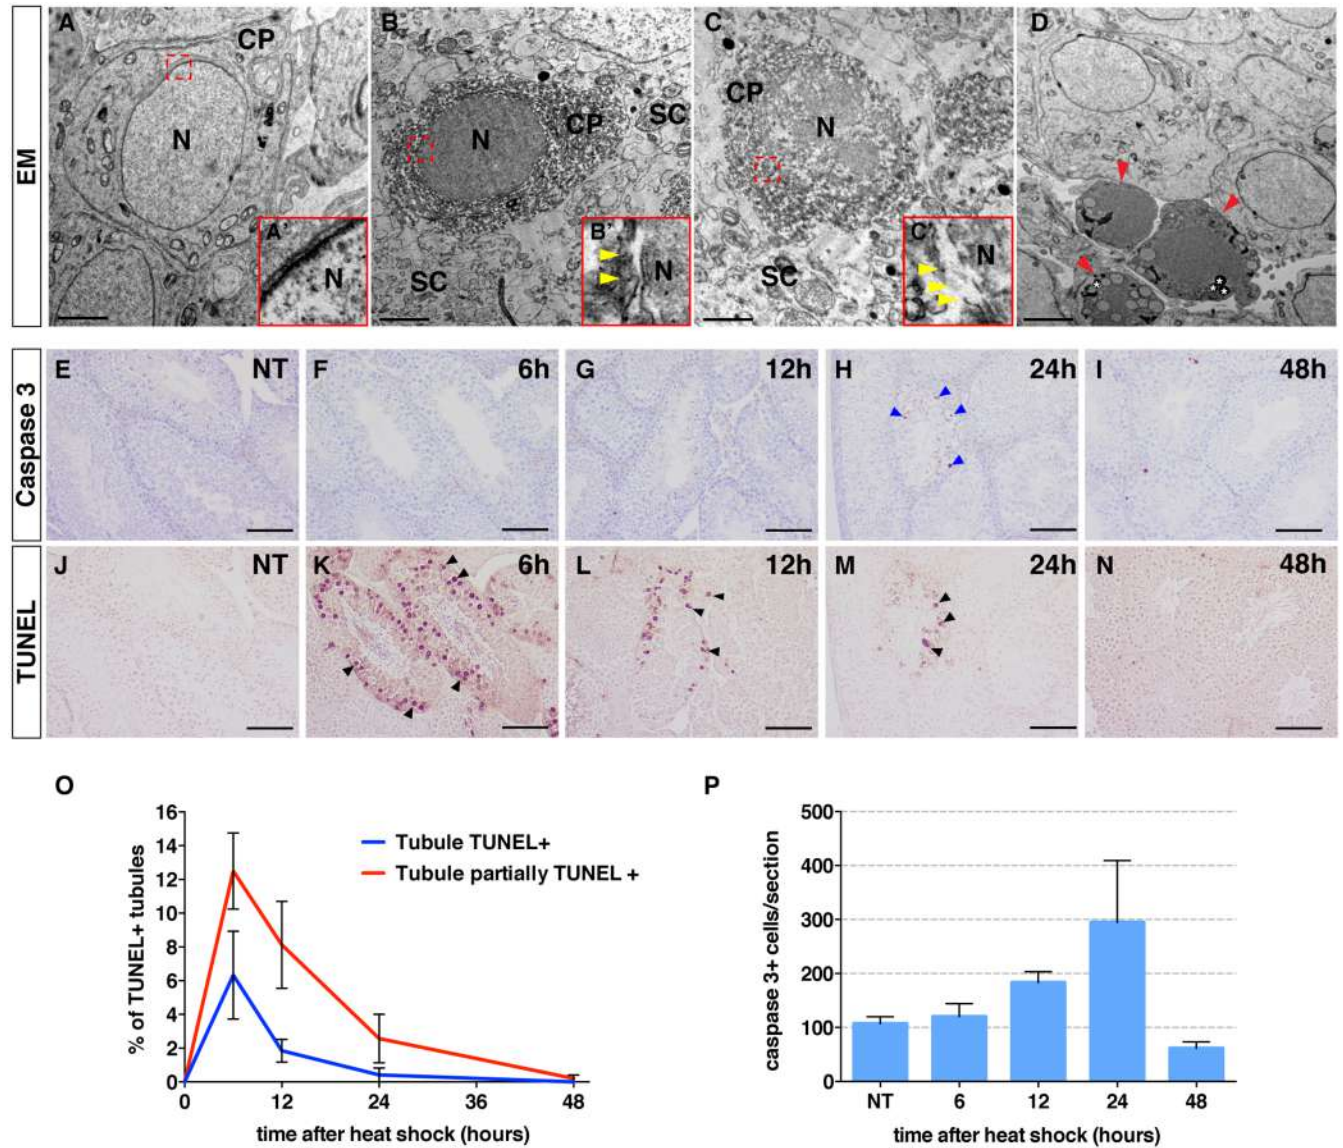 EM
A
CP
N
A'
N
B
N
CP
SC
SC
B'
N
C
CP
N
SC
C'
N
D
Caspase 3
E NT
F 6h
G 12h
H 24h
I 48h
TUNEL
J NT
K 6h
L 12h
M 24h
N 48h
O
% of TUNEL+ tubules
16
14
12
10
8
6
4
2
0
Tubule TUNEL+
Tubule partially TUNEL +
0 12 24 36 48
time after heat shock (hours)
P
caspase 3+ cells/section
500
400
300
200
100
0
NT 6 12 24 48
time after heat shock (hours)